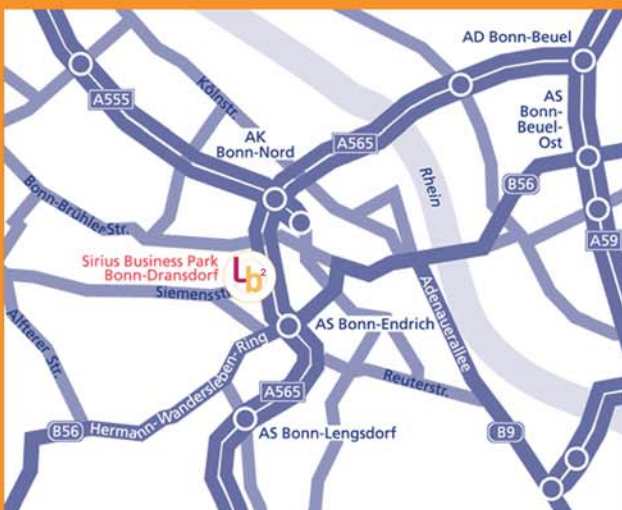 AD Bonn-Beuel
Kölnstr.
A555
AK
Bonn-Nord
A565
AS
Bonn-
Beuel-
Ost
Rhein
B56
Bonn-Brühler-Str.
A59
Sirius Business Park
Bonn-Dransdorf
Lb²
Siemensstr.
Adenauerallee
Alfterer Str.
AS Bonn-Endrich
Hermann-Wandersleben-Ring
A565
Reuterstr.
B56
AS Bonn-Lengsdorf
B9